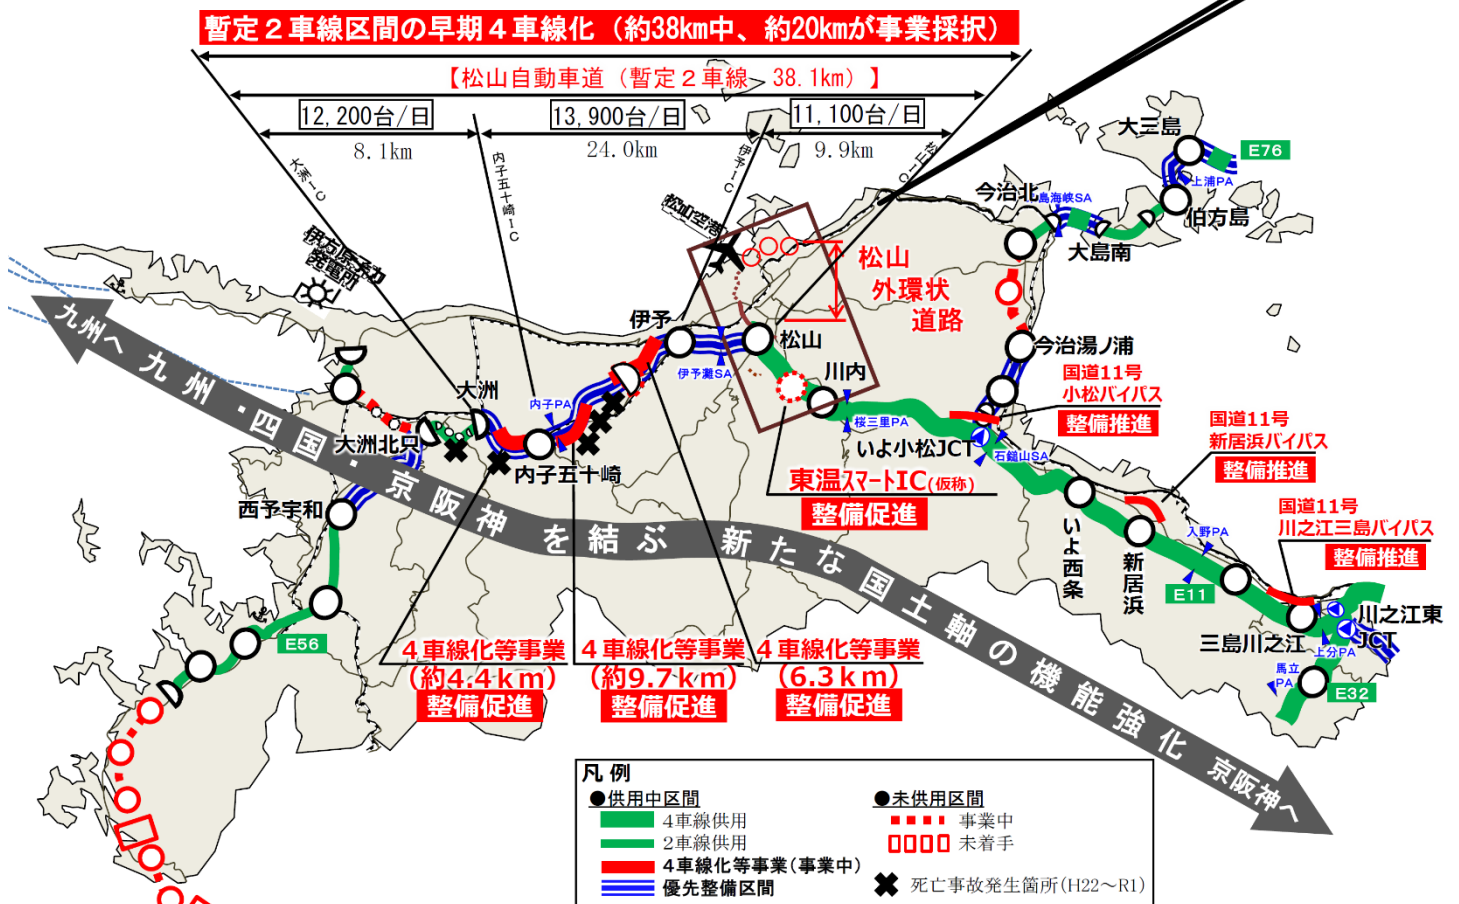 暫定２車線区間の早期４車線化（約38km中、約20kmが事業採択）
【松山自動車道（暫定２車線 38.1km）】
12,200台/日
13,900台/日
11,100台/日
8.1km
24.0km
9.9km
大洲ＩＣ
内子五十崎ＩＣ
伊予ＩＣ
松山ＩＣ
大三島
E76
上浦PA
今治北
島海峡SA
伯方島
大島南
松山空港
伊方原子力
発電所
松山
外環状
道路
九州へ
九州・四国・京阪神を結ぶ 新たな国土軸の機能強化
京阪神へ
伊予
松山
伊予灘SA
川内
今治湯ノ浦
国道11号
小松バイパス
整備推進
大洲
内子PA
桜三里PA
いよ小松JCT
石鎚山SA
国道11号
新居浜バイパス
整備推進
大洲北只
内子五十崎
東温スマートIC(仮称)
整備促進
西予宇和
いよ西条
新居浜
入野PA
国道11号
川之江三島バイパス
整備推進
E11
川之江東
JCT
三島川之江
上分PA
馬立
PA
E32
E56
４車線化等事業
(約4.4ｋｍ)
整備促進
４車線化等事業
(約9.7ｋｍ)
整備促進
４車線化等事業
(6.3ｋｍ)
整備促進
凡例
●供用中区間
4車線供用
2車線供用
4車線化等事業(事業中)
優先整備区間
●未供用区間
事業中
未着手
死亡事故発生箇所(H22～R1)